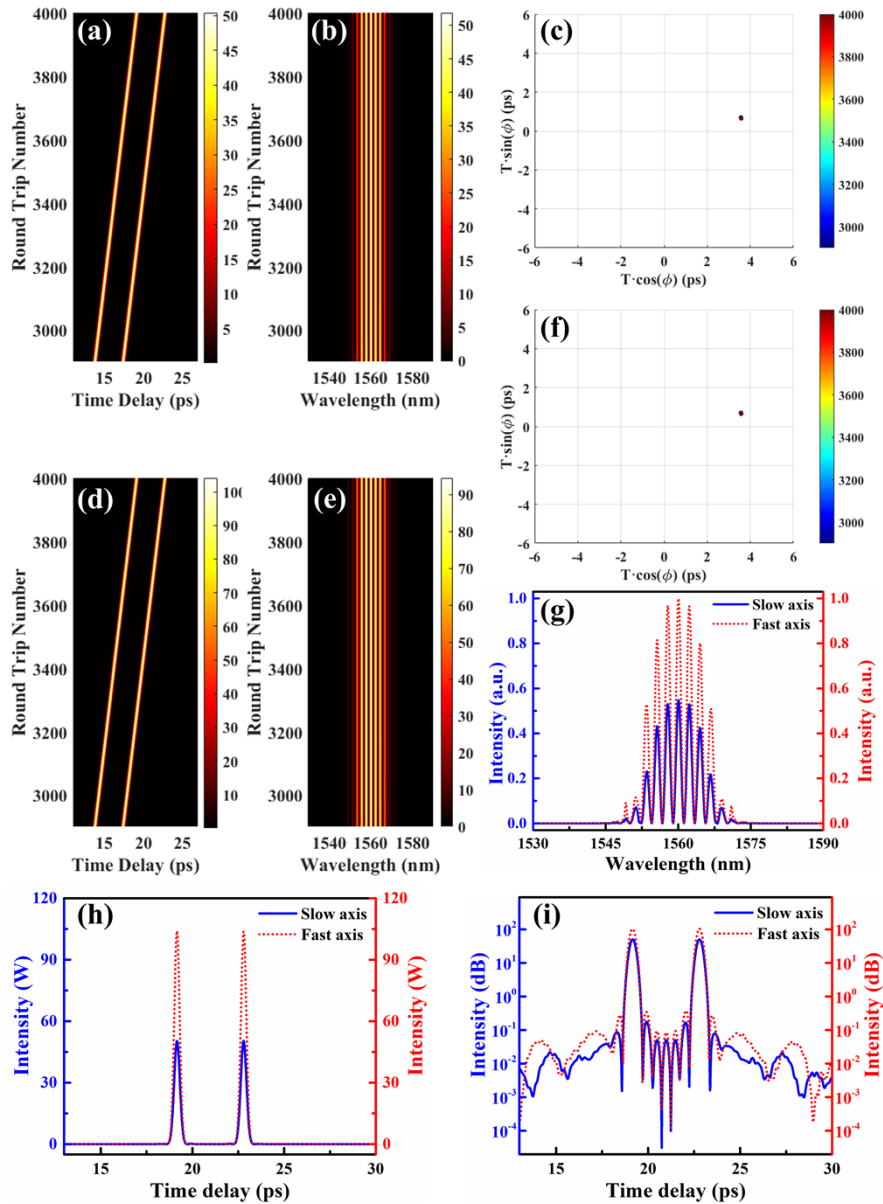 (a)
4000
3800
3600
3400
3200
3000
Round Trip Number
15 20 25
Time Delay (ps)
50
45
40
35
30
25
20
15
10
5
(b)
4000
3800
3600
3400
3200
3000
Round Trip Number
1540 1560 1580
Wavelength (nm)
50
45
40
35
30
25
20
15
10
5
0
(c)
6
4
2
0
-2
-4
-6
T·sin(ϕ) (ps)
-6 -4 -2 0 2 4 6
T·cos(ϕ) (ps)
4000
3800
3600
3400
3200
3000
(f)
6
4
2
0
-2
-4
-6
T·sin(ϕ) (ps)
-6 -4 -2 0 2 4 6
T·cos(ϕ) (ps)
4000
3800
3600
3400
3200
3000
(d)
4000
3800
3600
3400
3200
3000
Round Trip Number
15 20 25
Time Delay (ps)
80
60
40
20
(e)
4000
3800
3600
3400
3200
3000
Round Trip Number
1540 1560 1580
Wavelength (nm)
90
80
70
60
50
40
30
20
10
0
(g)
Slow axis
Fast axis
1.0
0.8
0.6
0.4
0.2
0.0
Intensity (a.u.)
1530 1545 1560 1575 1590
Wavelength (nm)
1.0
0.8
0.6
0.4
0.2
0.0
Intensity (a.u.)
(h)
Slow axis
Fast axis
120
90
60
30
0
Intensity (W)
15 20 25 30
Time delay (ps)
120
90
60
30
0
Intensity (W)
(i)
Slow axis
Fast axis
10²
10¹
10⁰
10⁻¹
10⁻²
10⁻³
10⁻⁴
Intensity (dB)
15 20 25 30
Time delay (ps)
10²
10¹
10⁰
10⁻¹
10⁻²
10⁻³
10⁻⁴
Intensity (dB)